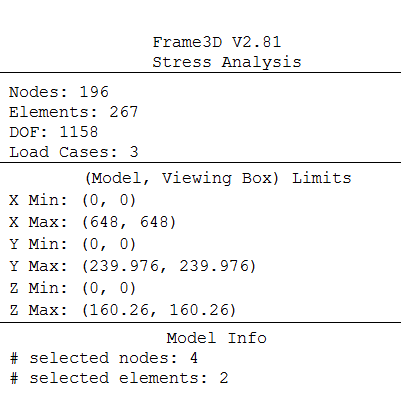 Frame3D V2.81
Stress Analysis
Nodes: 196
Elements: 267
DOF: 1158
Load Cases: 3
(Model, Viewing Box) Limits
X Min: (0, 0)
X Max: (648, 648)
Y Min: (0, 0)
Y Max: (239.976, 239.976)
Z Min: (0, 0)
Z Max: (160.26, 160.26)
Model Info
# selected nodes: 4
# selected elements: 2